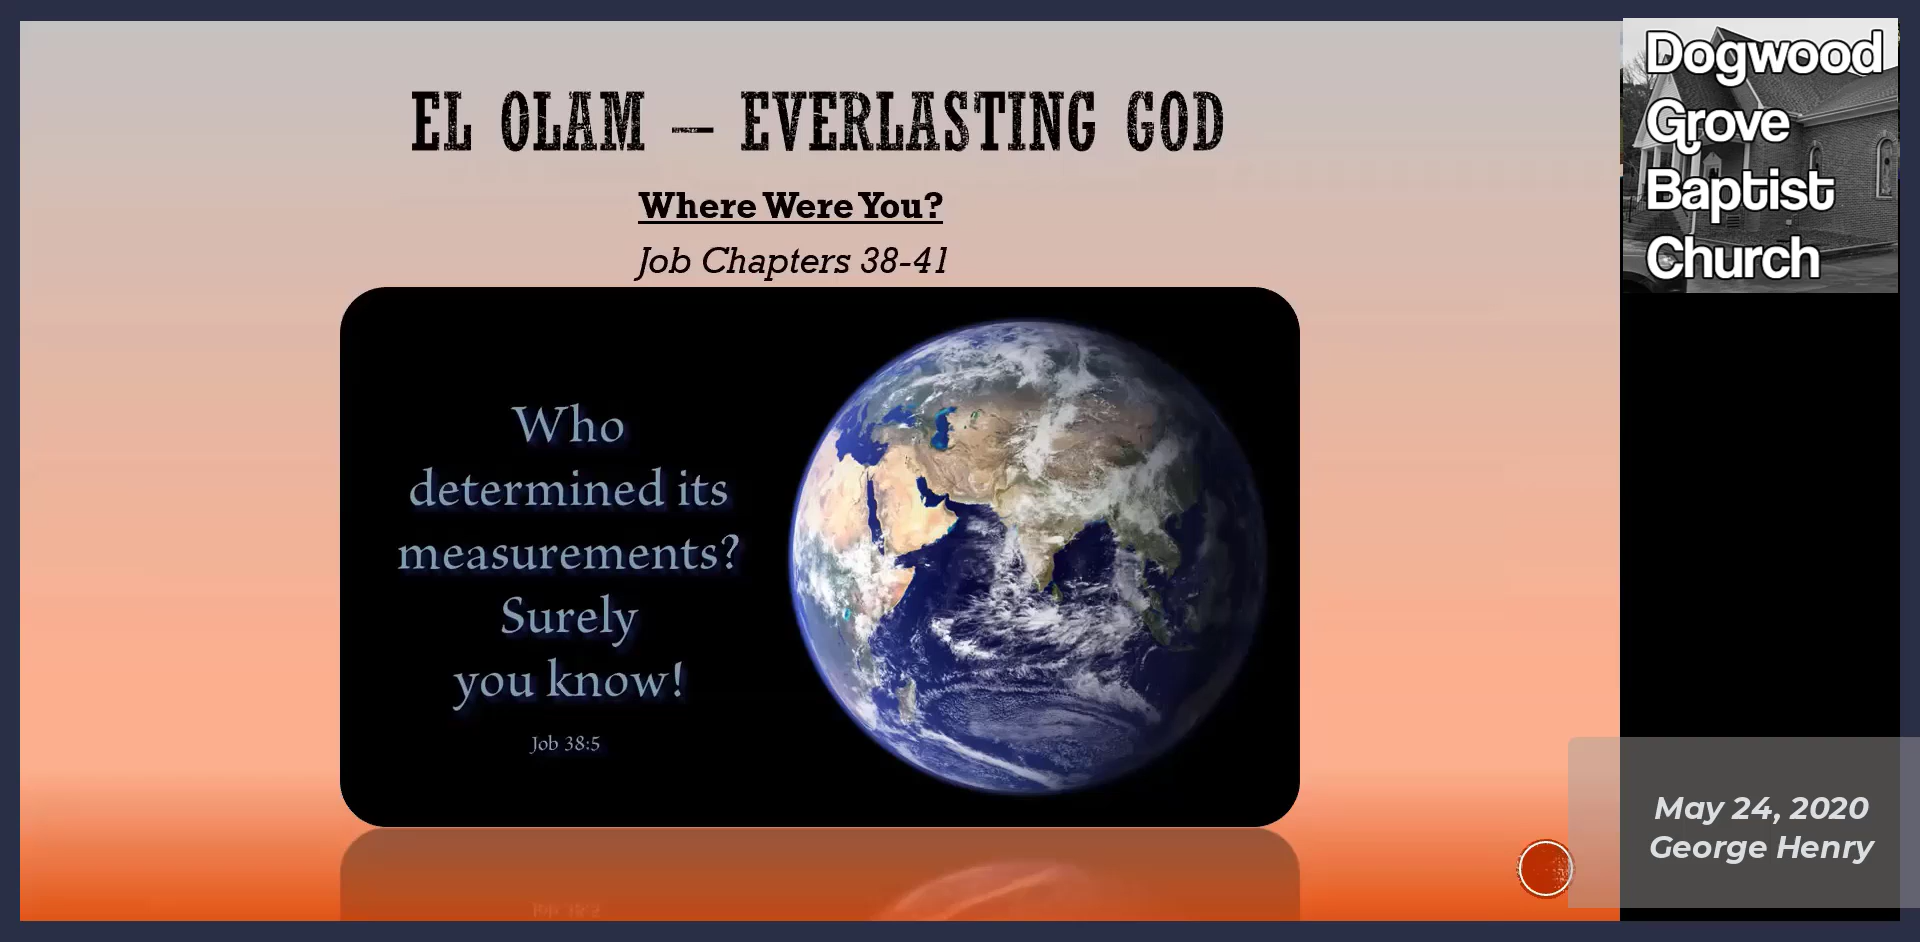 EL OLAM – EVERLASTING GOD
Where Were You?
Job Chapters 38-41
Who
determined its
measurements?
Surely
you know!
Job 38:5
Dogwood
Grove
Baptist
Church
May 24, 2020
George Henry